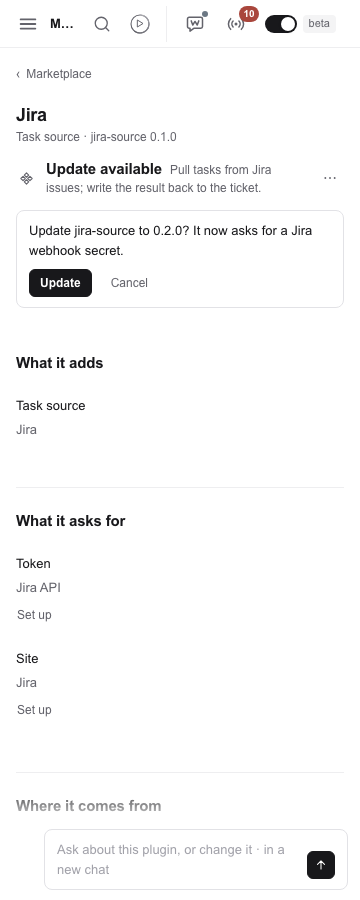 M...
10
beta
‹ Marketplace
Jira
Task source · jira-source 0.1.0
Update available Pull tasks from Jira
issues; write the result back to the ticket.
Update jira-source to 0.2.0? It now asks for a Jira
webhook secret.
Update Cancel
What it adds
Task source
Jira
What it asks for
Token
Jira API
Set up
Site
Jira
Set up
Where it comes from
Ask about this plugin, or change it · in a
new chat